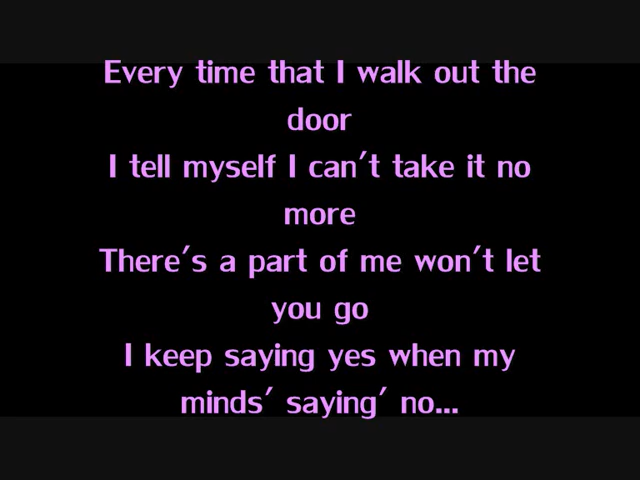 Every time that I walk out the
door
I tell myself I can't take it no
more
There's a part of me won't let
you go
I keep saying yes when my
minds' saying' no...